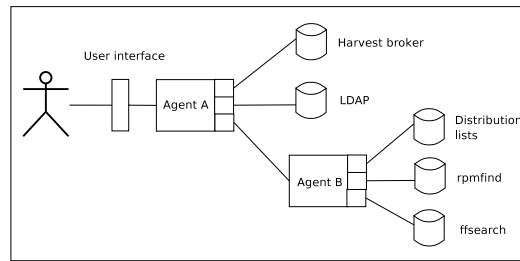 User interface
Agent A
Harvest broker
LDAP
Agent B
Distribution
lists
rpmfind
ffsearch